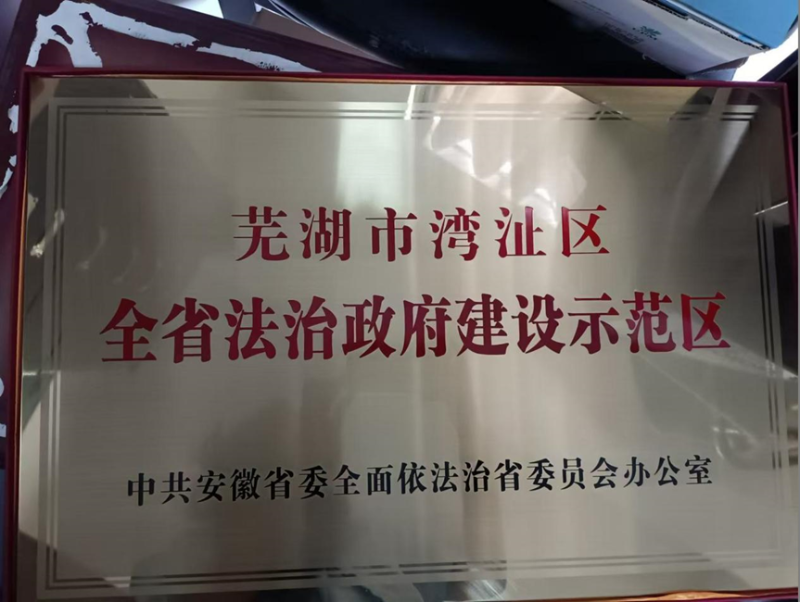 芜湖市湾沚区
全省法治政府建设示范区
中共安徽省委全面依法治省委员会办公室